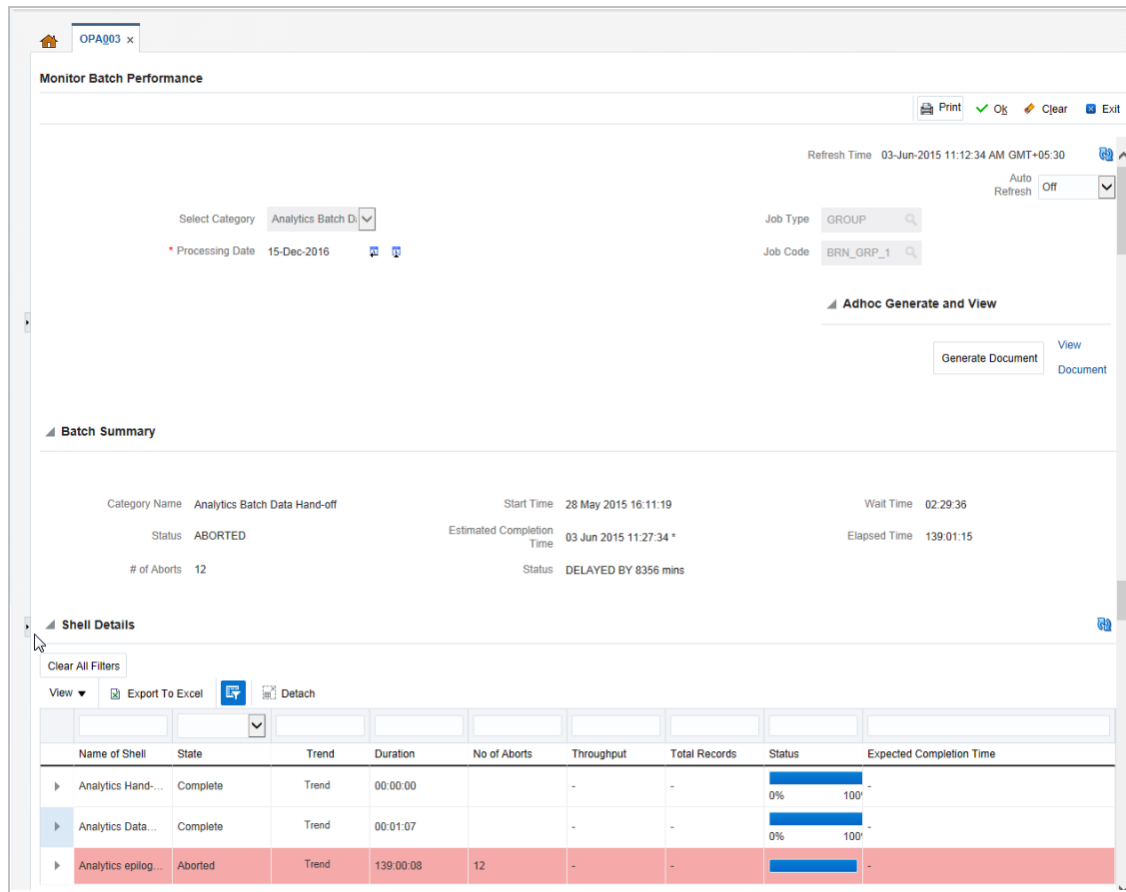 OPA003 x
Monitor Batch Performance
Print Ok Clear Exit
Refresh Time 03-Jun-2015 11:12:34 AM GMT+05:30
Auto Refresh Off
Select Category Analytics Batch D Job Type GROUP
* Processing Date 15-Dec-2016 Job Code BRN_GRP_1
Adhoc Generate and View
Generate Document View Document
Batch Summary
Category Name Analytics Batch Data Hand-off Start Time 28 May 2015 16:11:19 Wait Time 02:29:36
Status ABORTED Estimated Completion Time 03 Jun 2015 11:27:34 * Elapsed Time 139:01:15
# of Aborts 12 Status DELAYED BY 8356 mins
Shell Details
Clear All Filters
View Export To Excel Detach
Name of Shell State Trend Duration No of Aborts Throughput Total Records Status Expected Completion Time
Analytics Hand-... Complete Trend 00:00:00 - - 0% 100 -
Analytics Data... Complete Trend 00:01:07 - - 0% 100 -
Analytics epilog... Aborted Trend 139:00:08 12 - - -